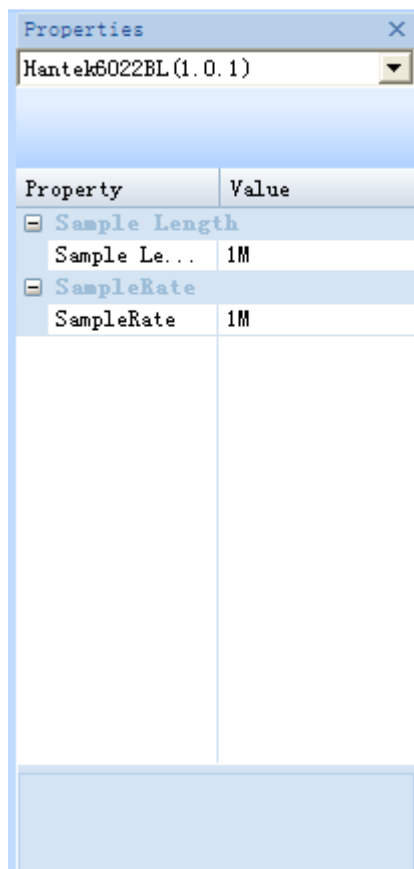 Properties
Hantek6022BL(1.0.1)
Property Value
Sample Length
Sample Le... 1M
SampleRate
SampleRate 1M